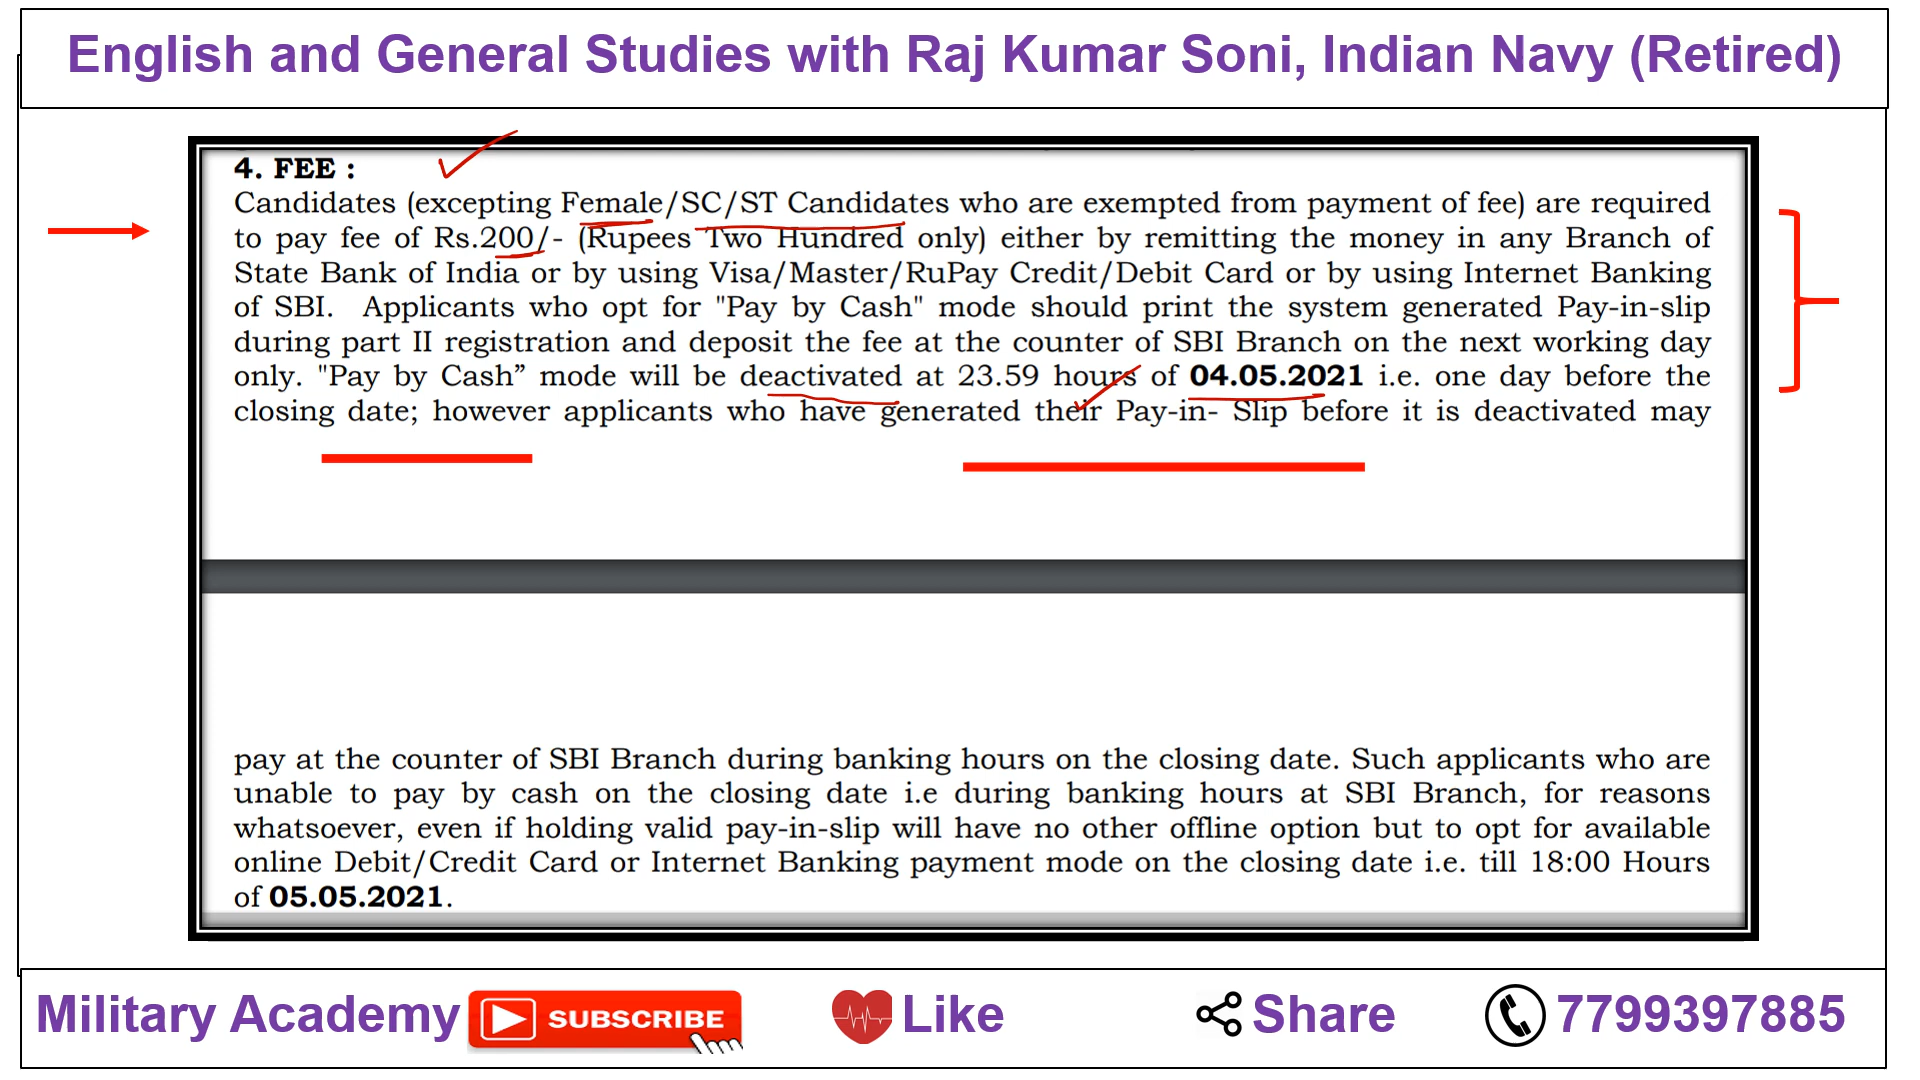 English and General Studies with Raj Kumar Soni, Indian Navy (Retired)
4. FEE :
Candidates (excepting Female/SC/ST Candidates who are exempted from payment of fee) are required
to pay fee of Rs.200/- (Rupees Two Hundred only) either by remitting the money in any Branch of
State Bank of India or by using Visa/Master/RuPay Credit/Debit Card or by using Internet Banking
of SBI. Applicants who opt for "Pay by Cash" mode should print the system generated Pay-in-slip
during part II registration and deposit the fee at the counter of SBI Branch on the next working day
only. "Pay by Cash” mode will be deactivated at 23.59 hours of 04.05.2021 i.e. one day before the
closing date; however applicants who have generated their Pay-in- Slip before it is deactivated may
pay at the counter of SBI Branch during banking hours on the closing date. Such applicants who are
unable to pay by cash on the closing date i.e during banking hours at SBI Branch, for reasons
whatsoever, even if holding valid pay-in-slip will have no other offline option but to opt for available
online Debit/Credit Card or Internet Banking payment mode on the closing date i.e. till 18:00 Hours
of 05.05.2021.
Military Academy SUBSCRIBE Like Share 7799397885